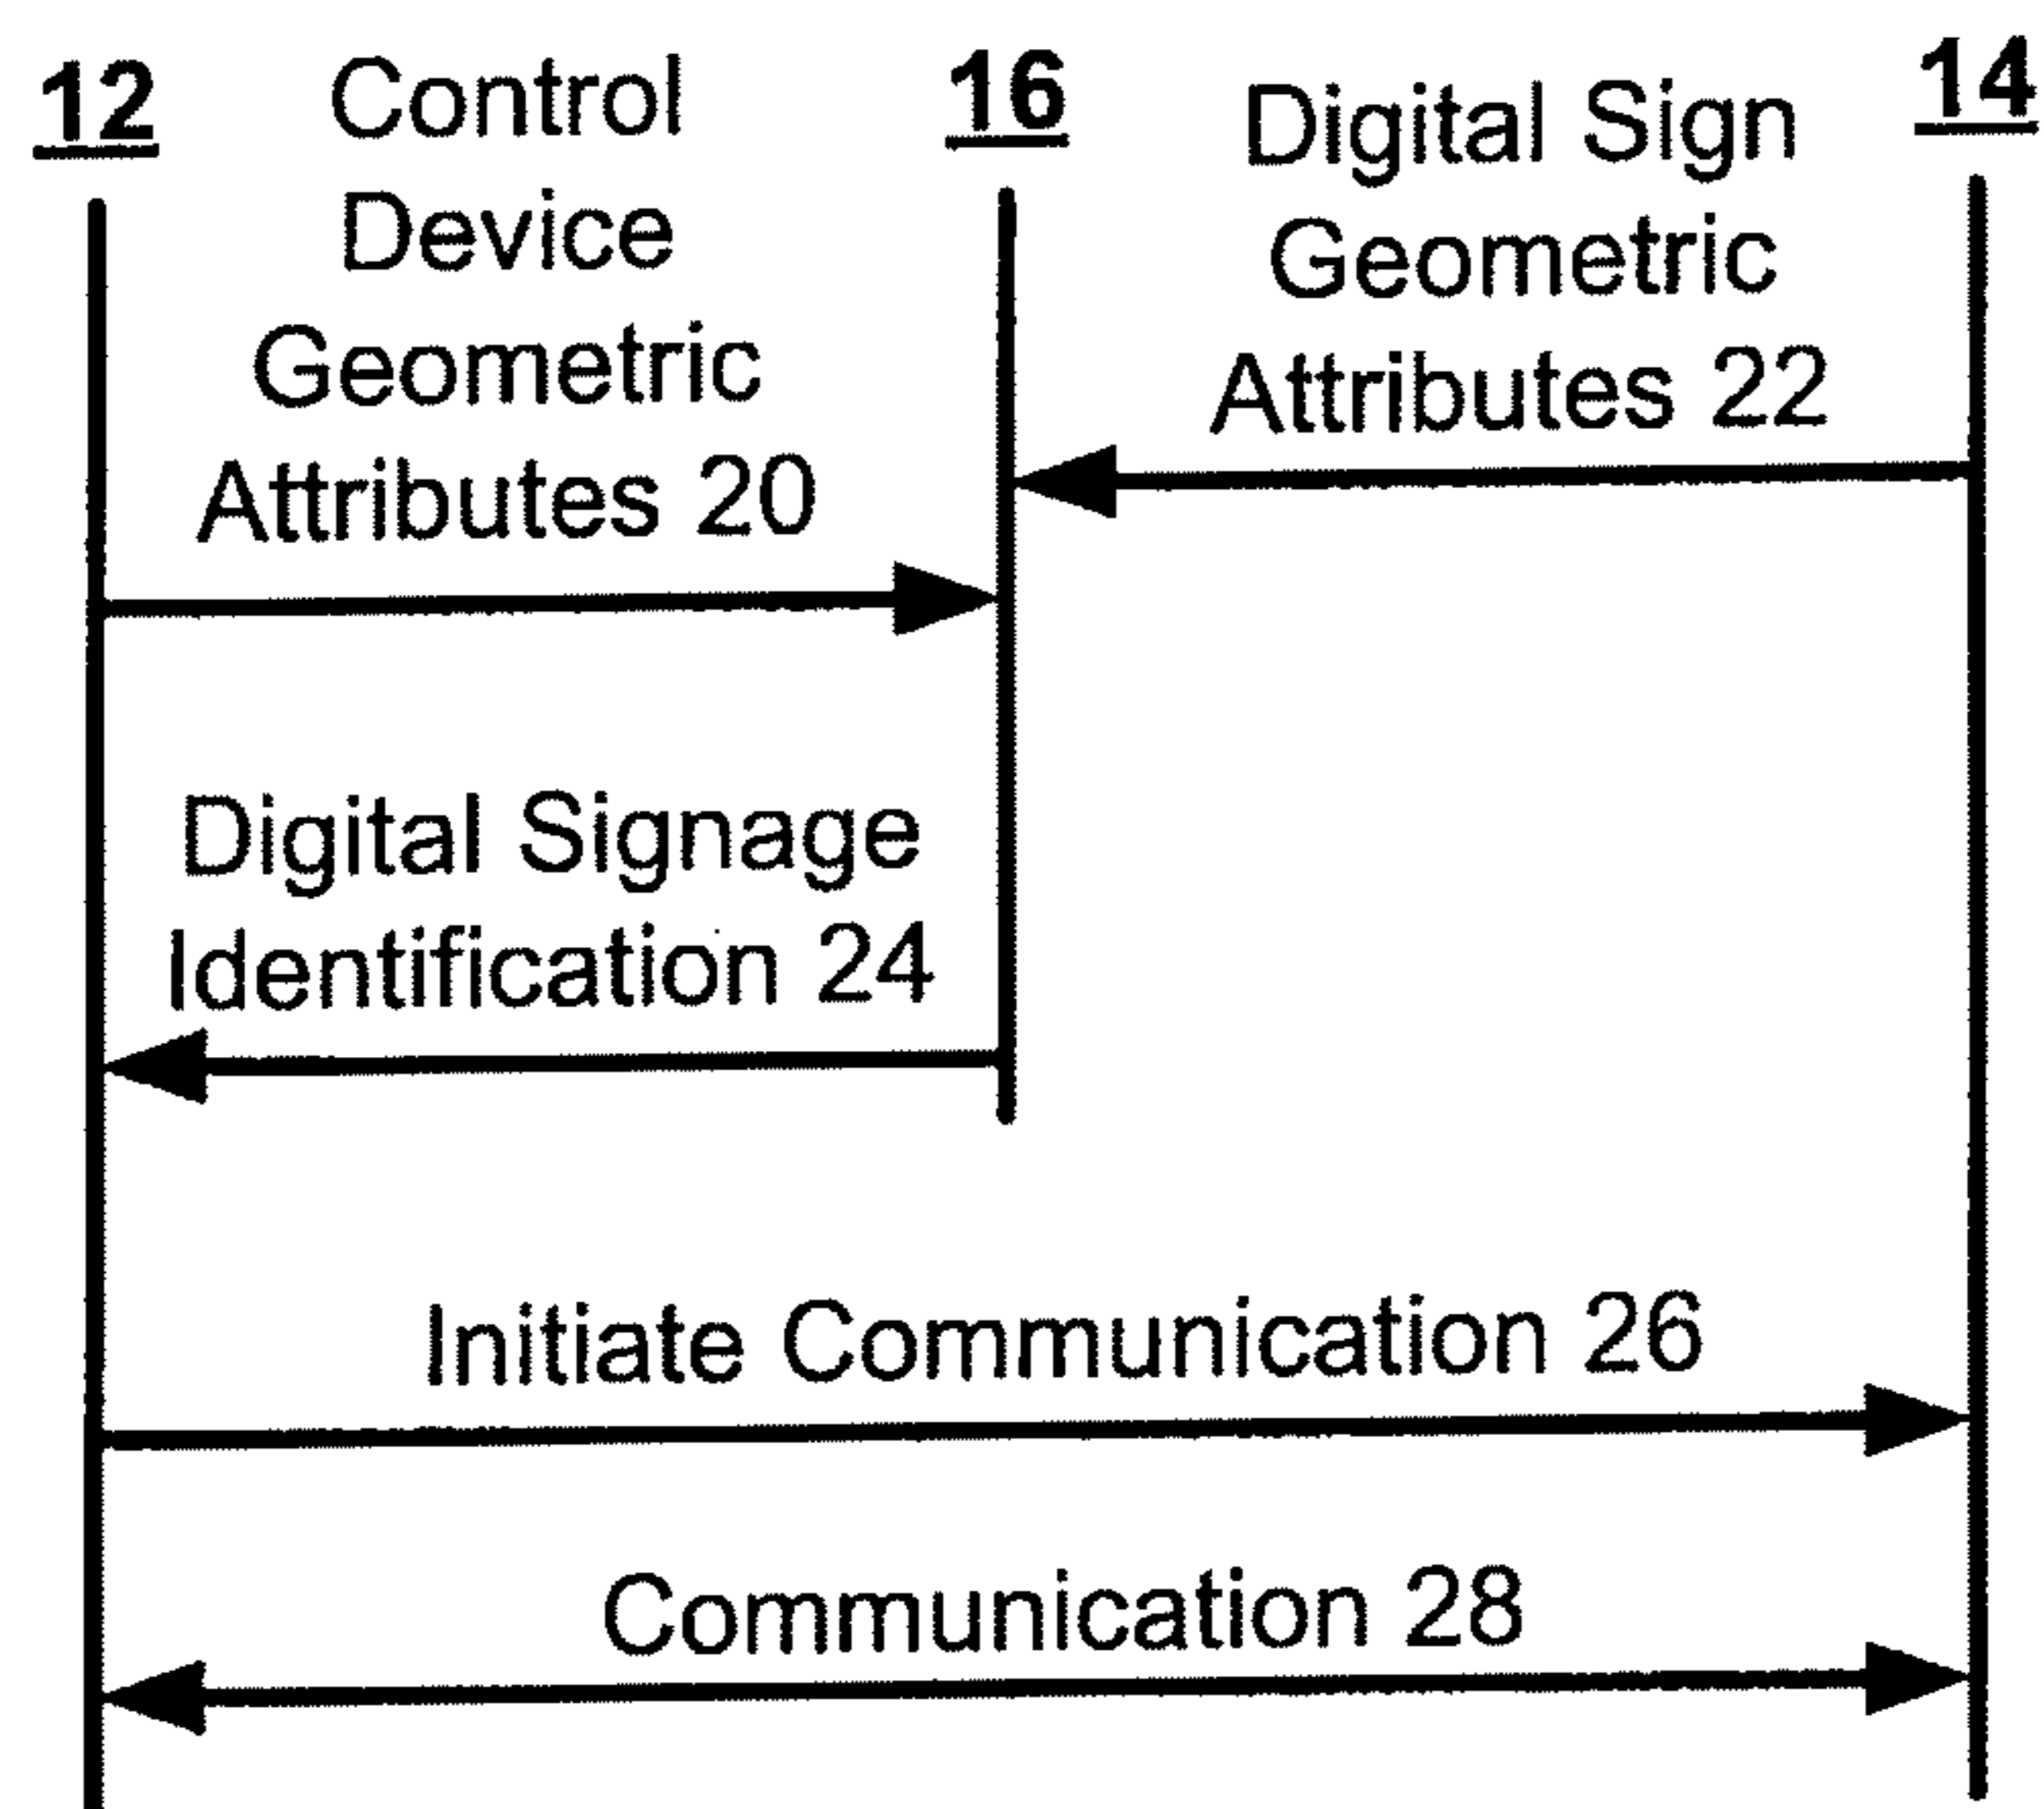 12
Control
Device
Geometric
Attributes 20
16
Digital Sign
Geometric
Attributes 22
14
Digital Signage
Identification 24
Initiate Communication 26
Communication 28